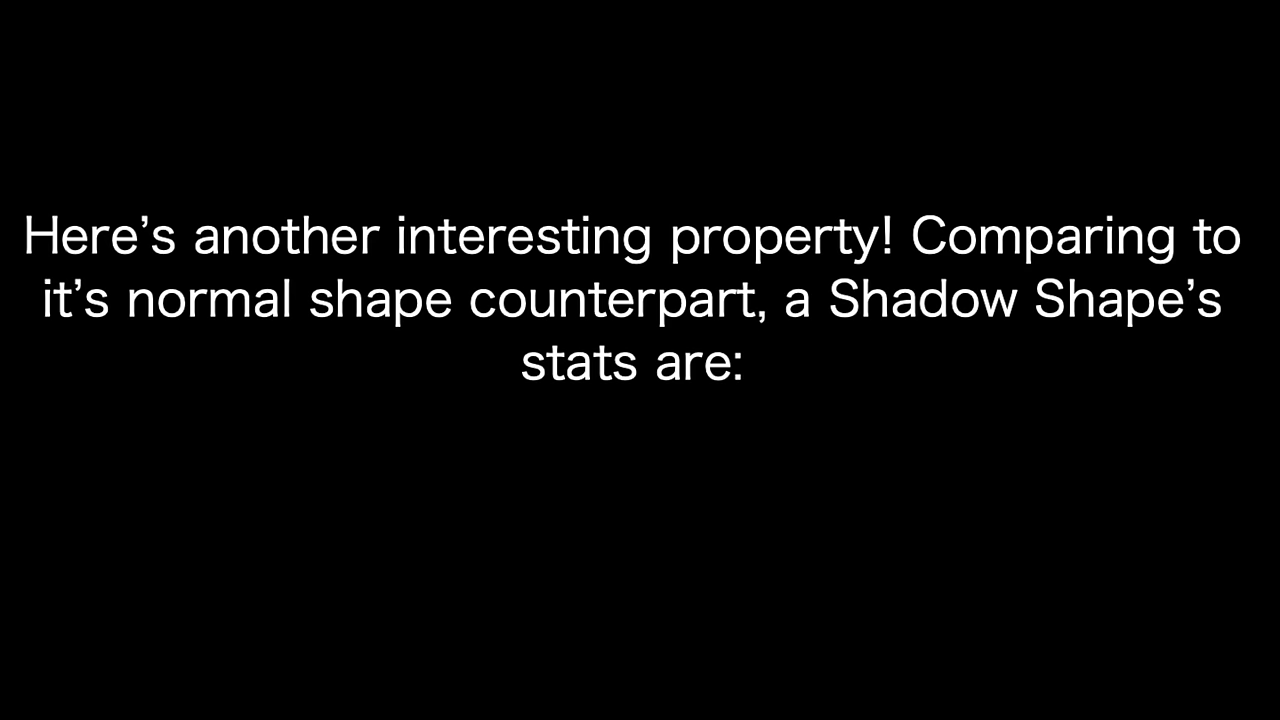 Here’s another interesting property! Comparing to
it’s normal shape counterpart, a Shadow Shape’s
stats are: